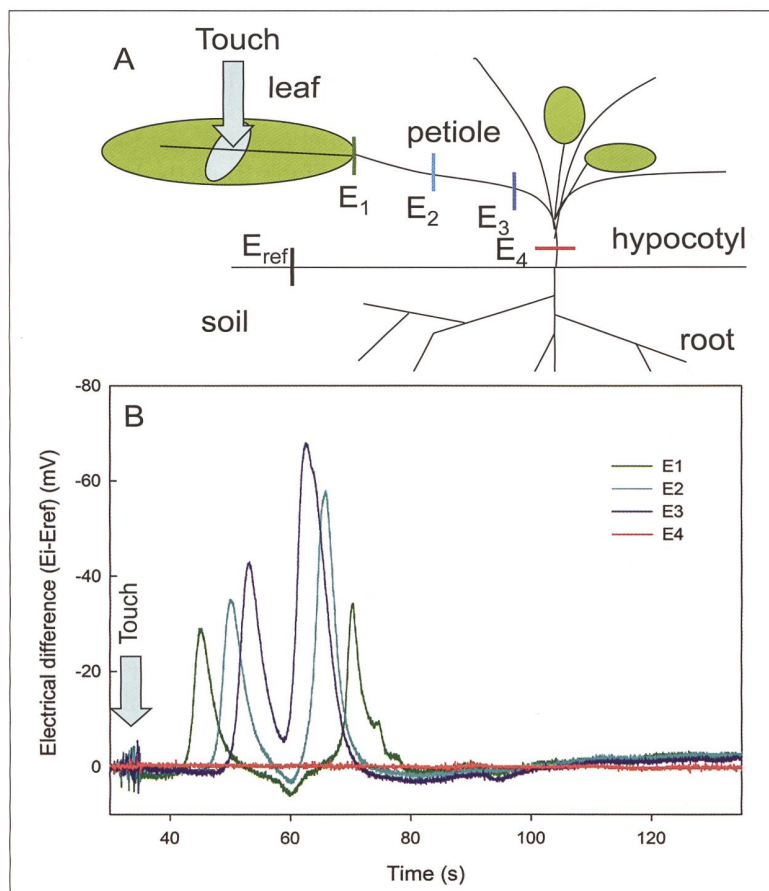 A
Touch
leaf
petiole
E1
E2
E3
E4
Eref
hypocotyl
soil
root
B
-80
-60
-40
-20
0
Electrical difference (Ei-Eref) (mV)
Touch
E1
E2
E3
E4
40
60
80
100
120
Time (s)